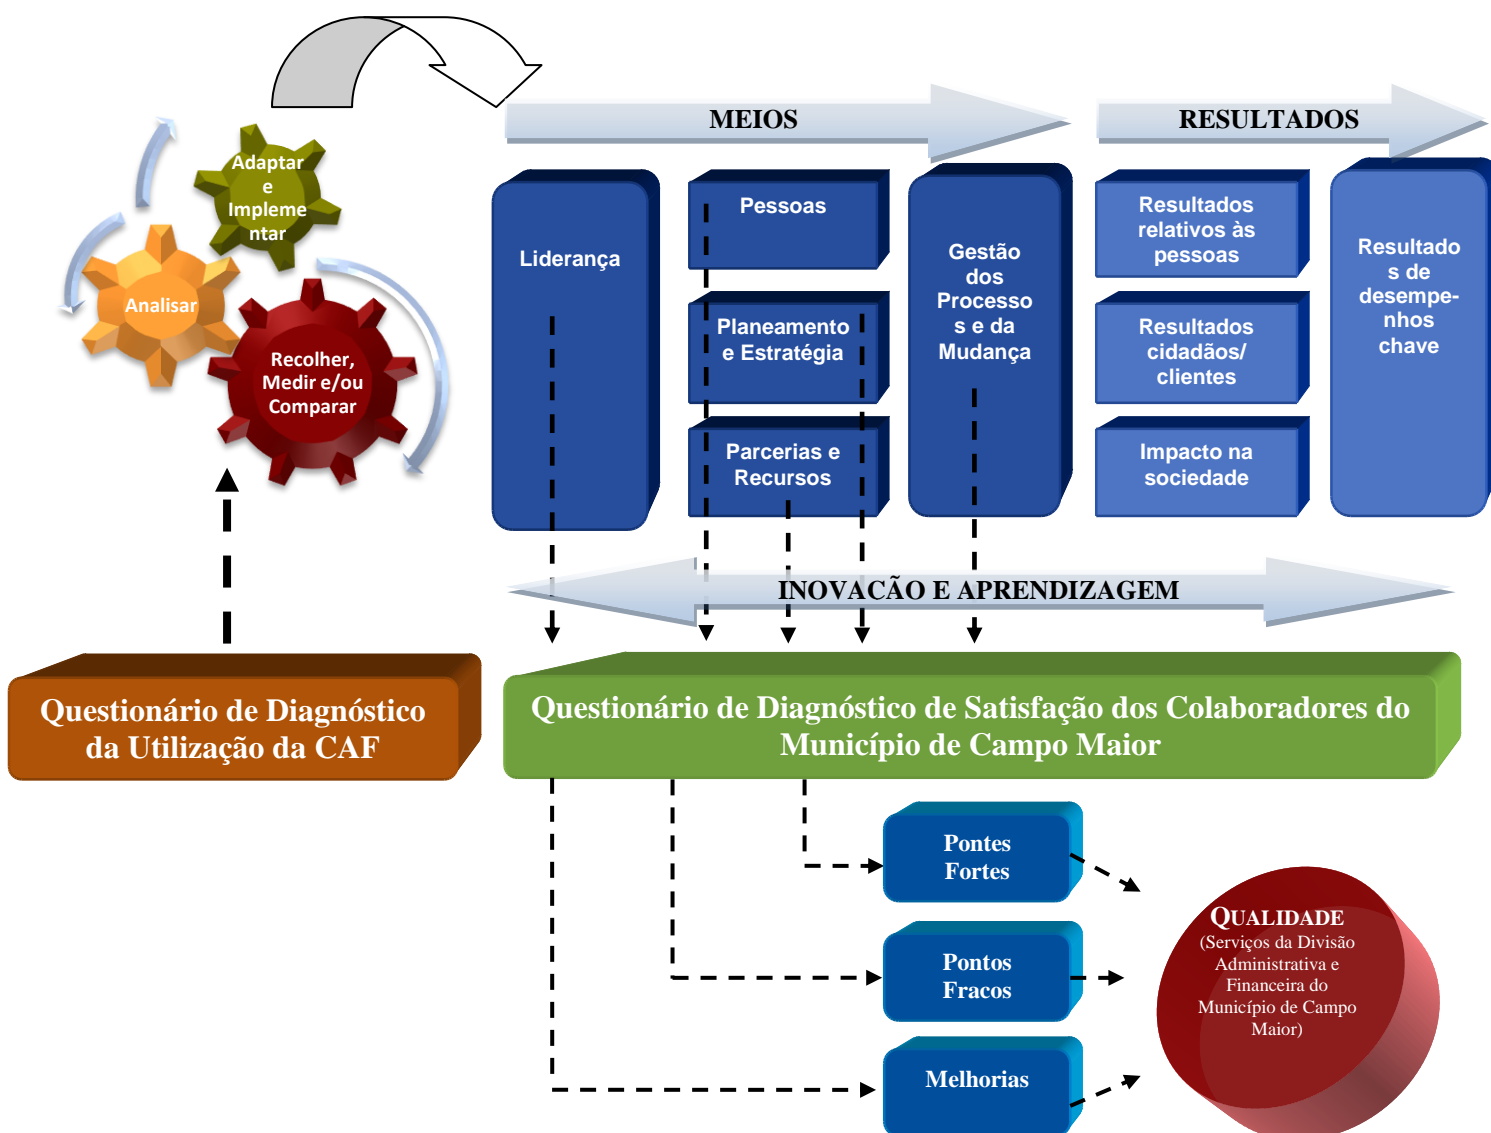 MEIOS
RESULTADOS
Adaptar
e
Impleme
ntar
Analisar
Recolher,
Medir e/ou
Comparar
Liderança
Pessoas
Planeamento
e Estratégia
Parcerias e
Recursos
Gestão
dos
Processo
s e da
Mudança
Resultados
relativos às
pessoas
Resultados
cidadãos/
clientes
Impacto na
sociedade
Resultado
s de
desempe-
nhos
chave
INOVACÃO E APRENDIZAGEM
Questionário de Diagnóstico
da Utilização da CAF
Questionário de Diagnóstico de Satisfação dos Colaboradores do
Município de Campo Maior
Pontes
Fortes
Pontos
Fracos
Melhorias
QUALIDADE
(Serviços da Divisão
Administrativa e
Financeira do
Município de Campo
Maior)